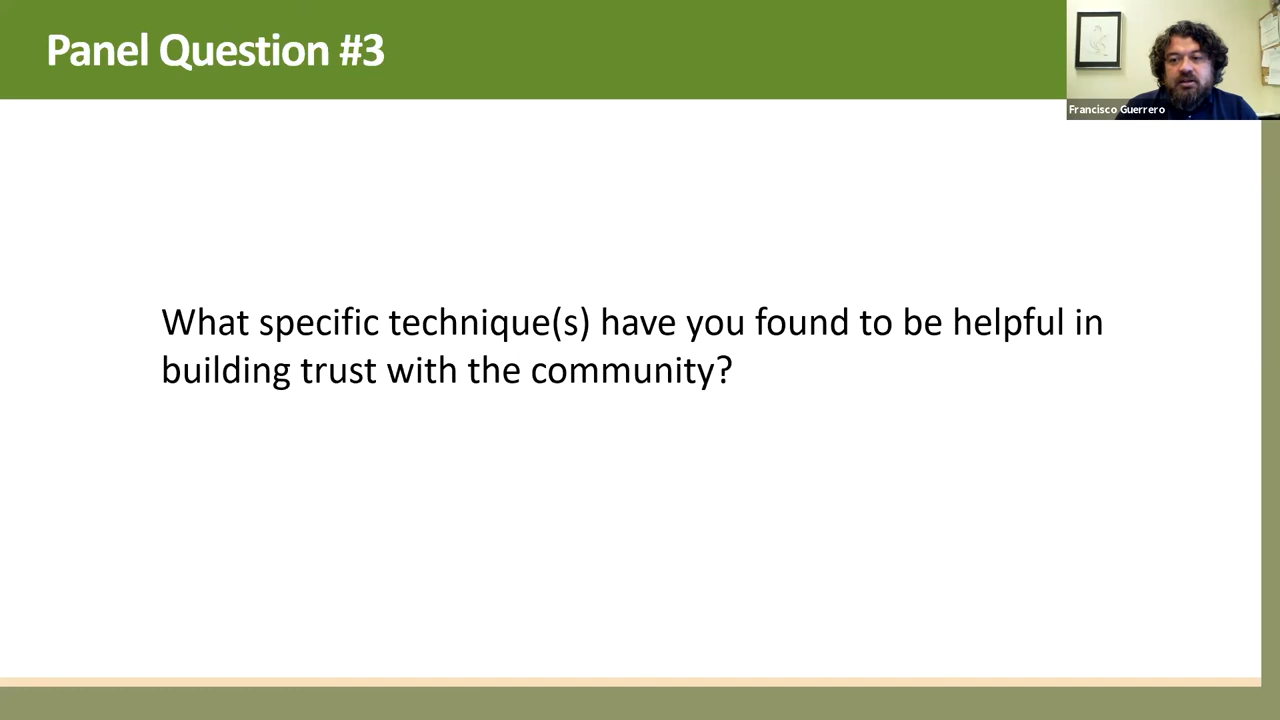 Panel Question #3
Francisco Guerrero
What specific technique(s) have you found to be helpful in
building trust with the community?